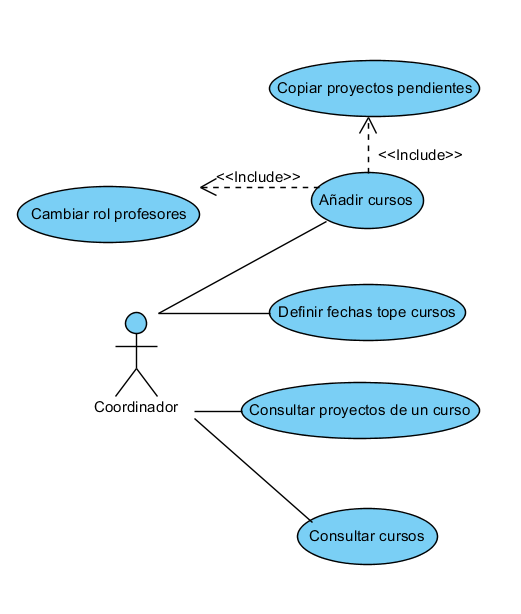 Copiar proyectos pendientes
<<Include>>
<<Include>>
Añadir cursos
Cambiar rol profesores
Definir fechas tope cursos
Coordinador
Consultar proyectos de un curso
Consultar cursos